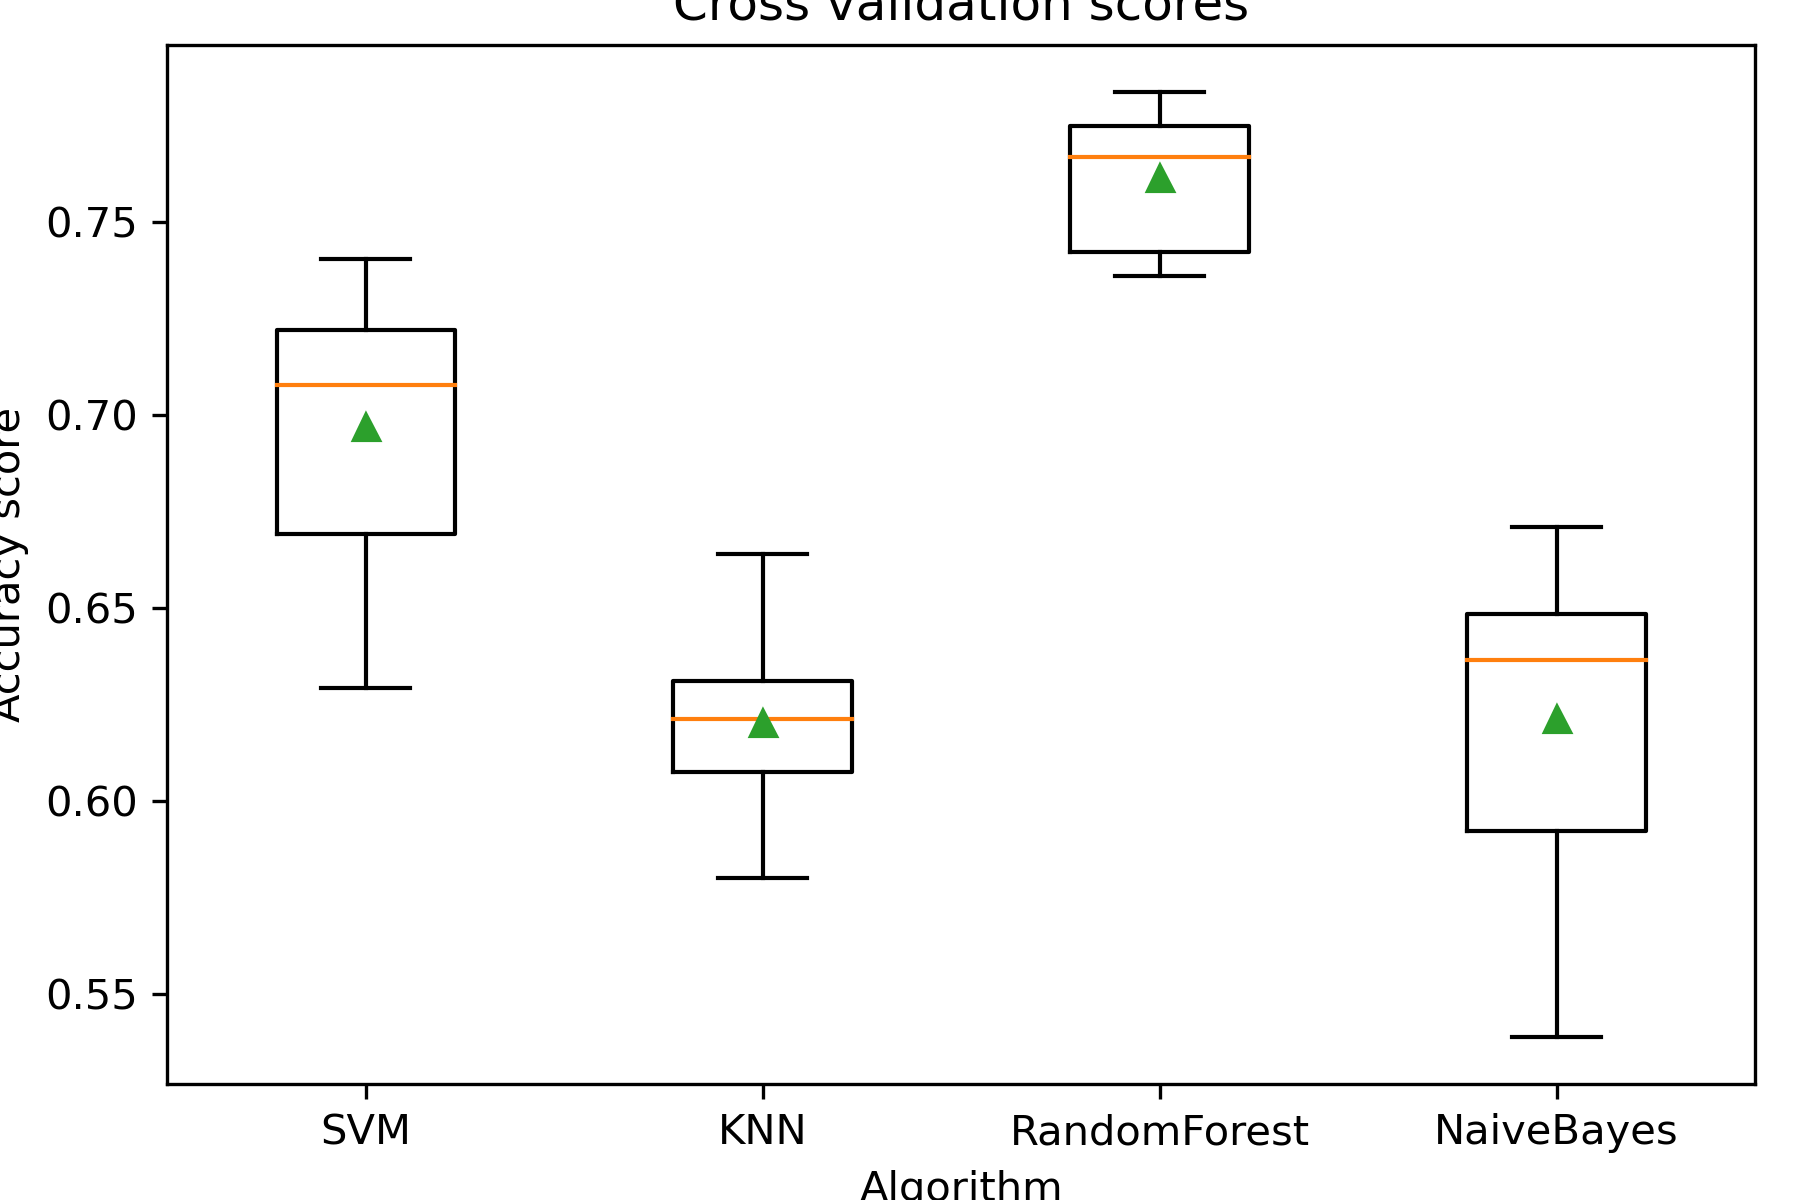 Cross validation scores
0.75
0.70
0.65
0.60
0.55
Accuracy score
SVM KNN RandomForest NaiveBayes
Algorithm